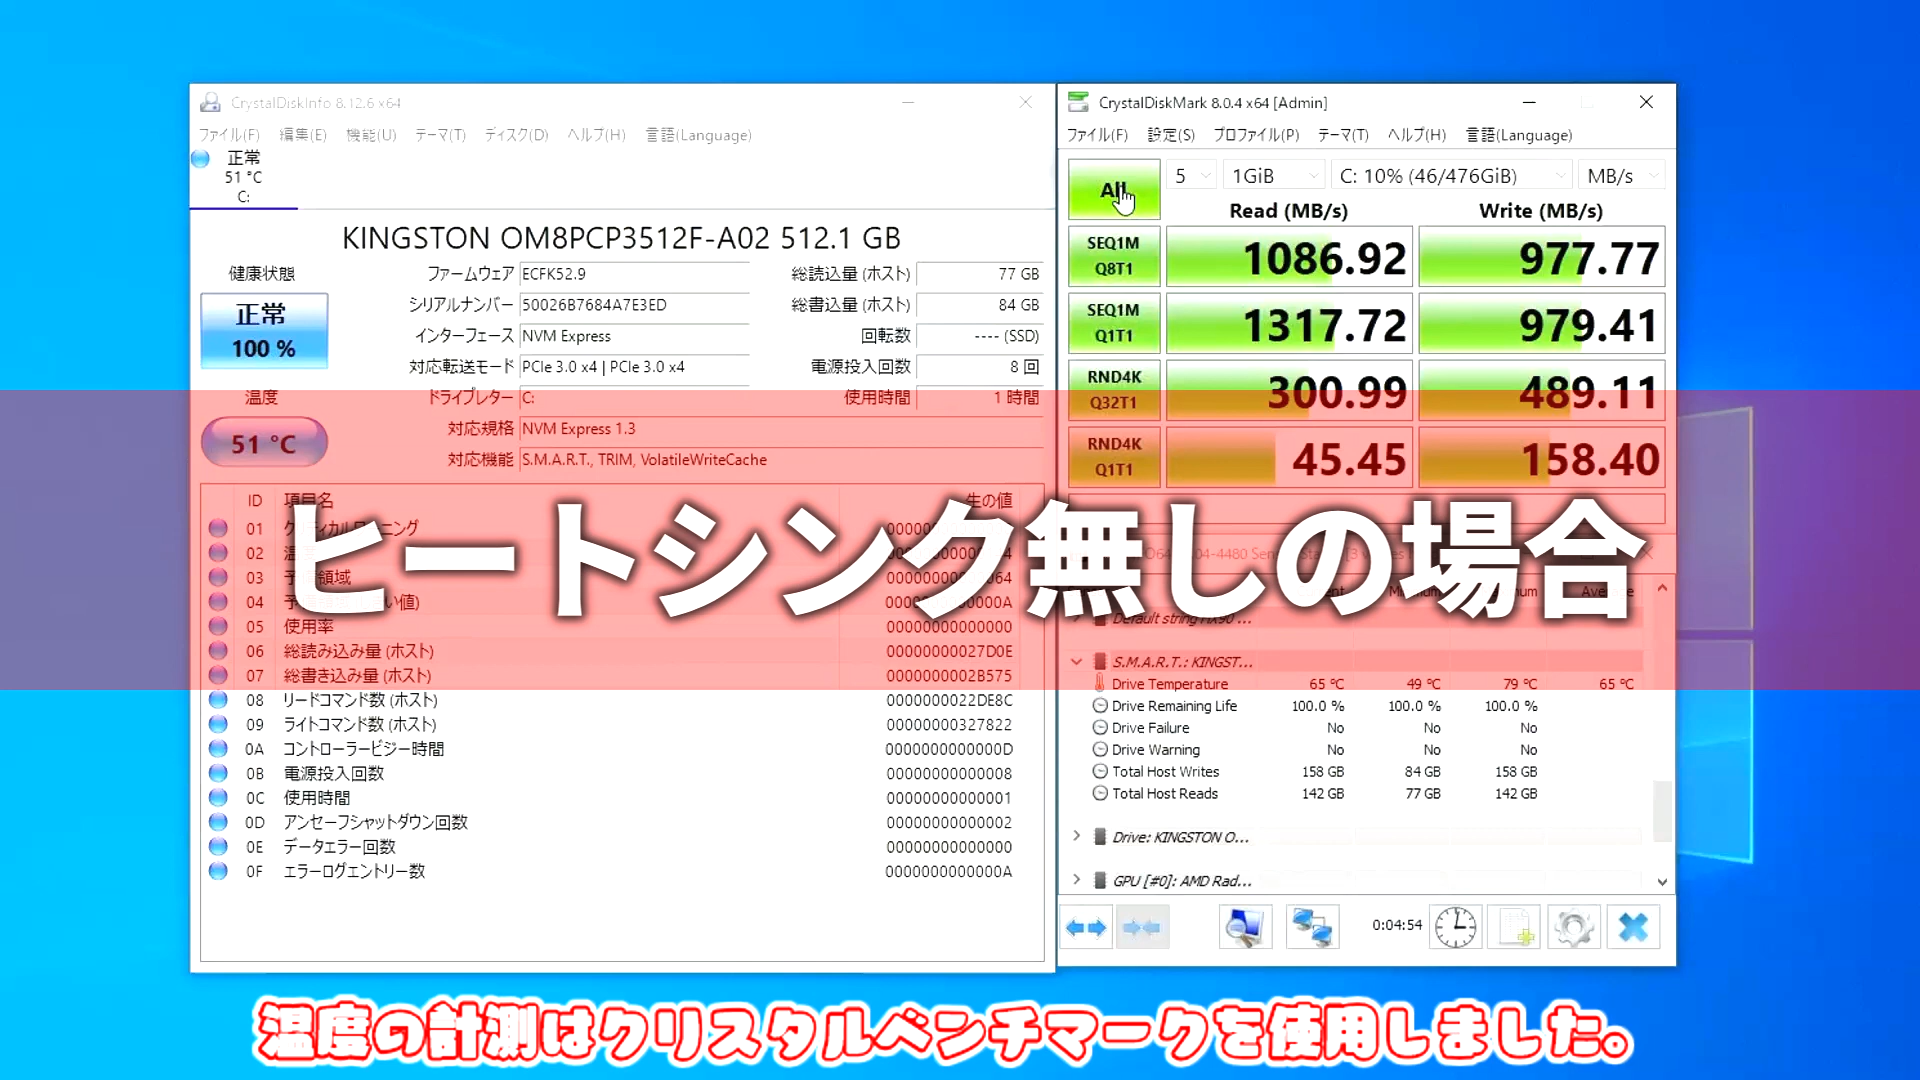 CrystalDiskInfo 8.12.6 x64
ファイル(F) 編集(E) 機能(U) テーマ(T) ディスク(D) ヘルプ(H) 言語(Language)
正常
51 °C
C:
KINGSTON OM8PCP3512F-A02 512.1 GB
健康状態
正常
100 %
温度
51 °C
ファームウェア ECFK52.9
シリアルナンバー 50026B7684A7E3ED
インターフェース NVM Express
対応転送モード PCIe 3.0 x4 | PCIe 3.0 x4
ドライブレター C:
対応規格 NVM Express 1.3
対応機能 S.M.A.R.T., TRIM, VolatileWriteCache
総読込量 (ホスト) 77 GB
総書込量 (ホスト) 84 GB
回転数 ---- (SSD)
電源投入回数 8 回
使用時間 1 時間
ID 項目名 生の値
01
02
03
04
05 使用率 00000000000000
06 総読み込み量 (ホスト) 00000000027D0E
07 総書き込み量 (ホスト) 0000000002B575
08 リードコマンド数 (ホスト) 0000000022DE8C
09 ライトコマンド数 (ホスト) 00000000327822
0A コントローラービジー時間 0000000000000D
0B 電源投入回数 00000000000008
0C 使用時間 00000000000001
0D アンセーフシャットダウン回数 00000000000002
0E データエラー回数 00000000000000
0F エラーログエントリー数 0000000000000A
CrystalDiskMark 8.0.4 x64 [Admin]
ファイル(F) 設定(S) プロファイル(P) テーマ(T) ヘルプ(H) 言語(Language)
All 5 1GiB C: 10% (46/476GiB) MB/s
Read (MB/s) Write (MB/s)
SEQ1M Q8T1 1086.92 977.77
SEQ1M Q1T1 1317.72 979.41
RND4K Q32T1 300.99 489.11
RND4K Q1T1 45.45 158.40
ヒートシンク無しの場合
S.M.A.R.T.: KINGST...
Drive Temperature 65 °C 49 °C 79 °C 65 °C
Drive Remaining Life 100.0 % 100.0 % 100.0 %
Drive Failure No No No
Drive Warning No No No
Total Host Writes 158 GB 84 GB 158 GB
Total Host Reads 142 GB 77 GB 142 GB
Drive: KINGSTON O...
GPU [#0]: AMD Rad...
0:04:54
温度の計測はクリスタルベンチマークを使用しました。